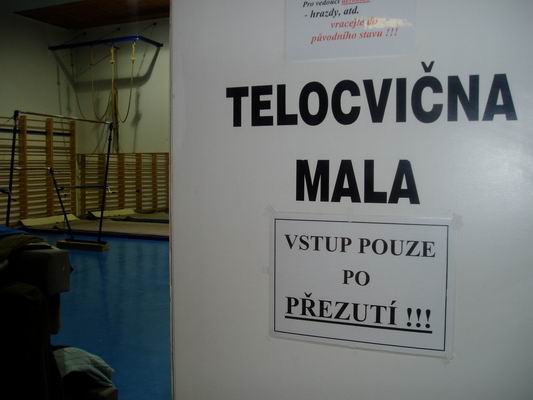 Pro vedoucí
- hrazdy, atd.
vracejte do
původního stavu !!!
TELOCVIČNA
MALA
VSTUP POUZE
PO
PŘEZUTÍ !!!